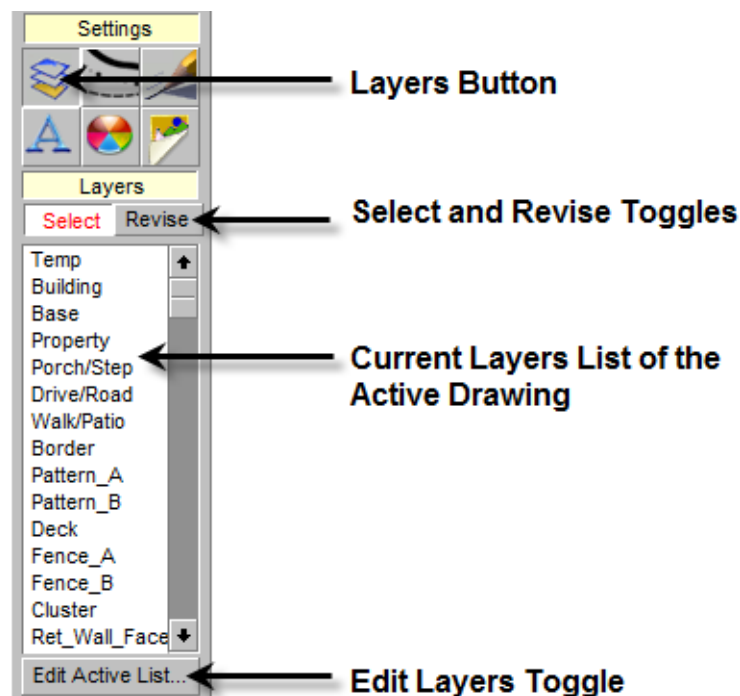 Settings
Layers Button
Layers
Select Revise
Select and Revise Toggles
Temp
Building
Base
Property
Porch/Step
Drive/Road
Walk/Patio
Border
Pattern_A
Pattern_B
Deck
Fence_A
Fence_B
Cluster
Ret_Wall_Face
Current Layers List of the
Active Drawing
Edit Active List...
Edit Layers Toggle